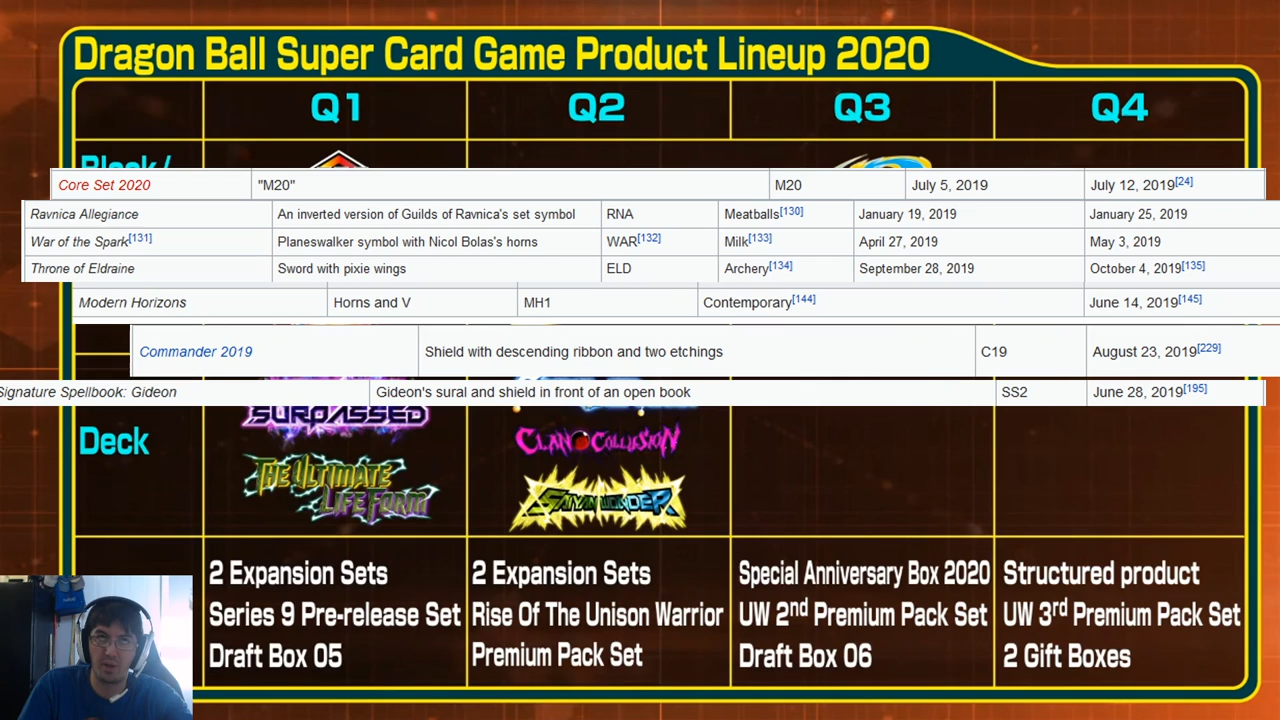 Dragon Ball Super Card Game Product Lineup 2020
Q1 Q2 Q3 Q4
Block/
Core Set 2020 "M20" M20 July 5, 2019 July 12, 2019[24]
Ravnica Allegiance An inverted version of Guilds of Ravnica's set symbol RNA Meatballs[130] January 19, 2019 January 25, 2019
War of the Spark[131] Planeswalker symbol with Nicol Bolas's horns WAR[132] Milk[133] April 27, 2019 May 3, 2019
Throne of Eldraine Sword with pixie wings ELD Archery[134] September 28, 2019 October 4, 2019[135]
Modern Horizons Horns and V MH1 Contemporary[144] June 14, 2019[145]
Commander 2019 Shield with descending ribbon and two etchings C19 August 23, 2019[229]
Signature Spellbook: Gideon Gideon's sural and shield in front of an open book SS2 June 28, 2019[195]
SURPASSED
Deck
CLAN COLLUSION
THE ULTIMATE
LIFE FORM
SAIYAN WONDER
2 Expansion Sets
Series 9 Pre-release Set
Draft Box 05
2 Expansion Sets
Rise Of The Unison Warrior
Premium Pack Set
Special Anniversary Box 2020
UW 2nd Premium Pack Set
Draft Box 06
Structured product
UW 3rd Premium Pack Set
2 Gift Boxes